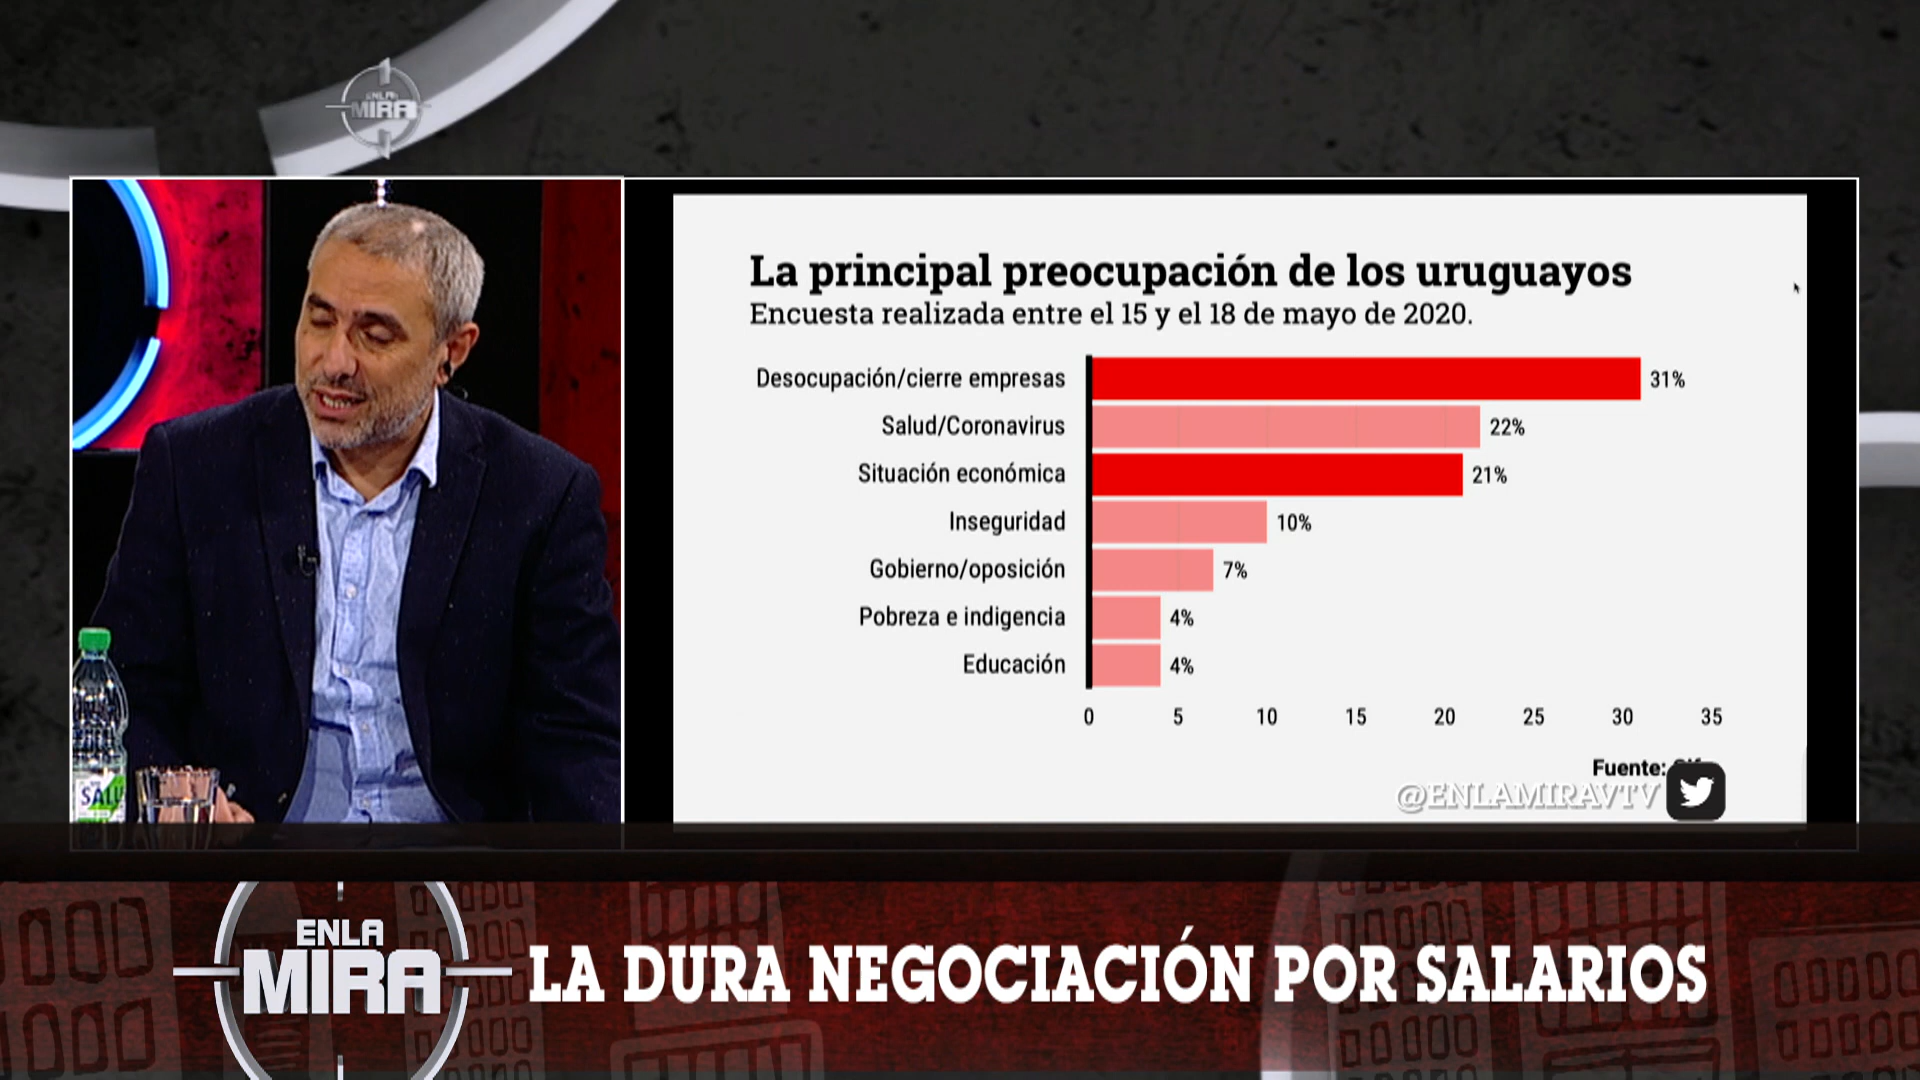 ENLA
MIRA
La principal preocupación de los uruguayos
Encuesta realizada entre el 15 y el 18 de mayo de 2020.
Desocupación/cierre empresas 31%
Salud/Coronavirus 22%
Situación económica 21%
Inseguridad 10%
Gobierno/oposición 7%
Pobreza e indigencia 4%
Educación 4%
0 5 10 15 20 25 30 35
Fuente:
@ENLAMIRAVTV
SALU
ENLA
MIRA
LA DURA NEGOCIACIÓN POR SALARIOS